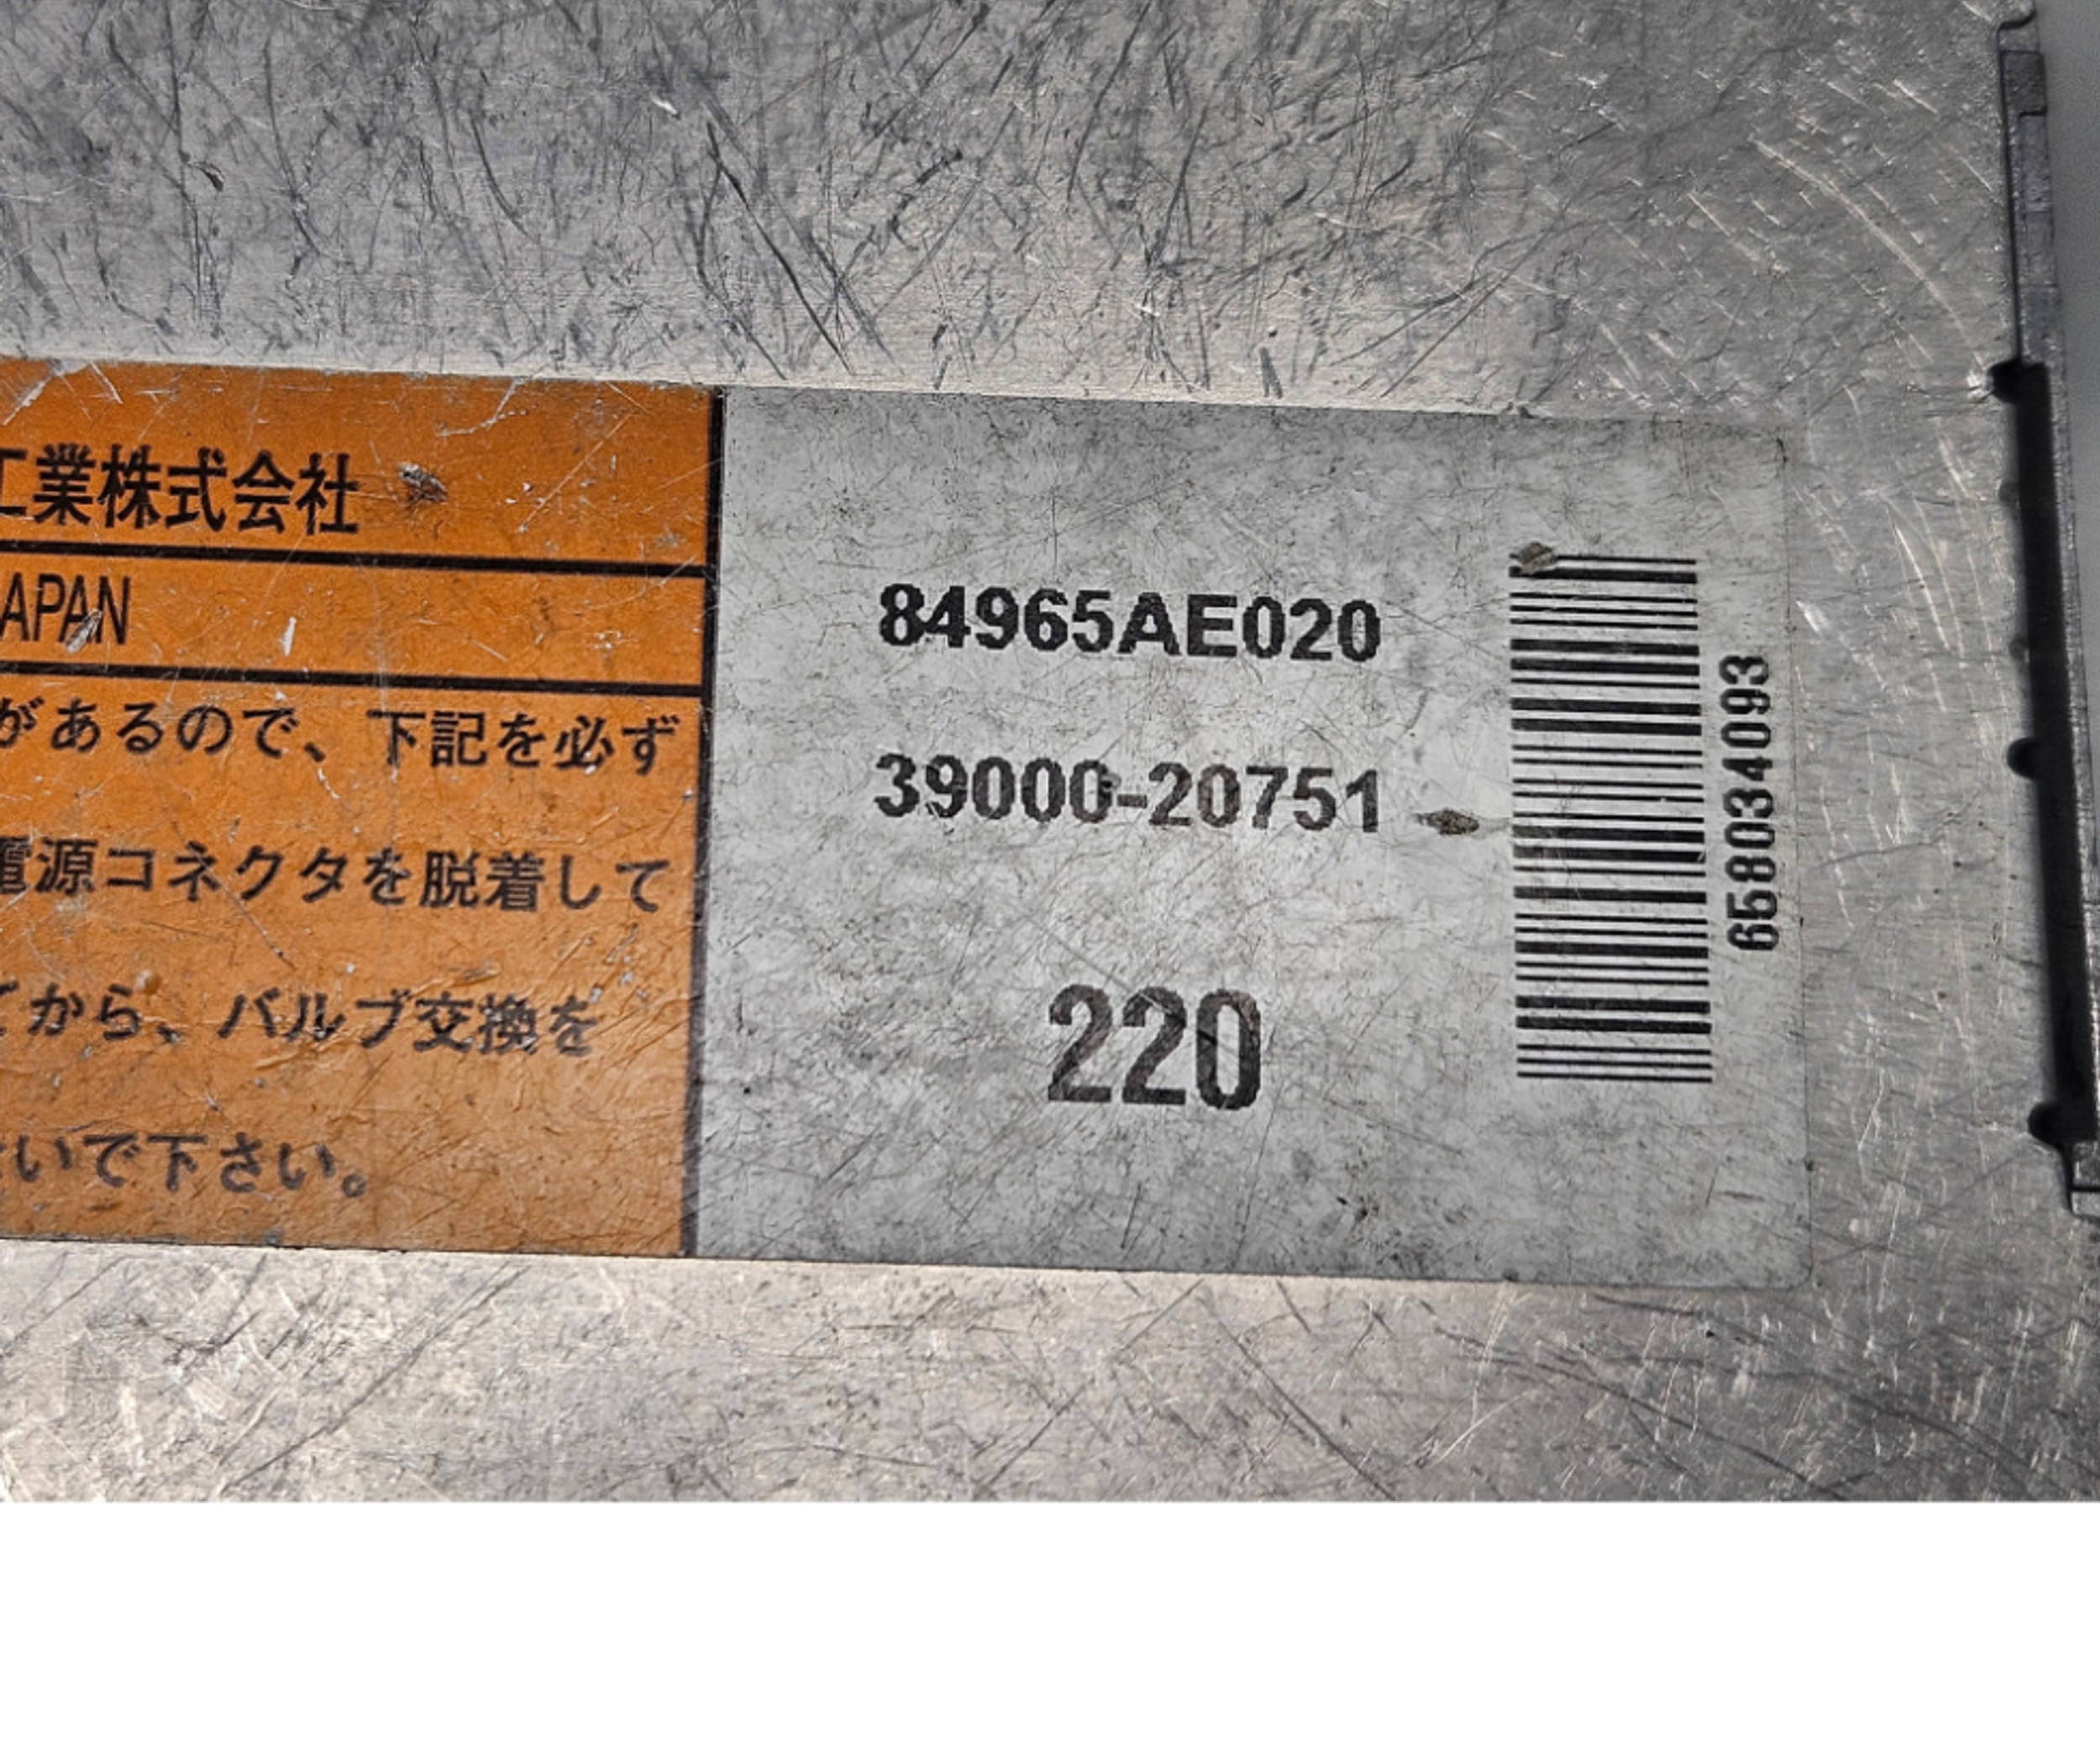 工業株式会社
APAN
があるので、下記を必ず
電源コネクタを脱着して
てから、バルブ交換を
いで下さい。
84965AE020
39000-20751
220
658034093